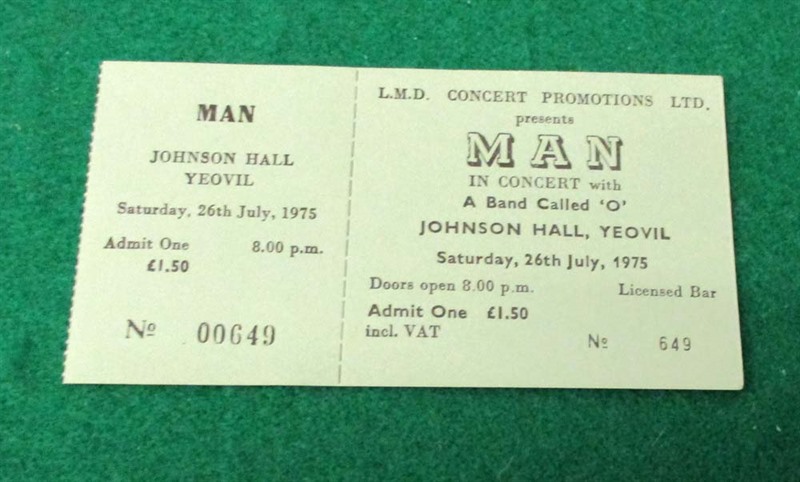 MAN
JOHNSON HALL
YEOVIL
Saturday, 26th July, 1975
Admit One 8.00 p.m.
£1.50
No 00649
L.M.D. CONCERT PROMOTIONS LTD.
presents
MAN
IN CONCERT with
A Band Called 'O'
JOHNSON HALL, YEOVIL
Saturday, 26th July, 1975
Doors open 8.00 p.m. Licensed Bar
Admit One £1.50
incl. VAT
No 649